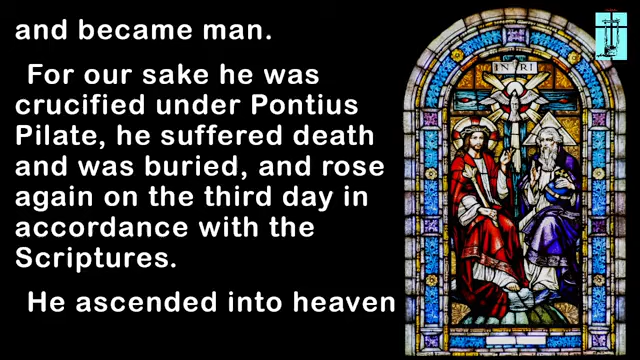 and became man.
For our sake he was
crucified under Pontius
Pilate, he suffered death
and was buried, and rose
again on the third day in
accordance with the
Scriptures.
He ascended into heaven
INRI